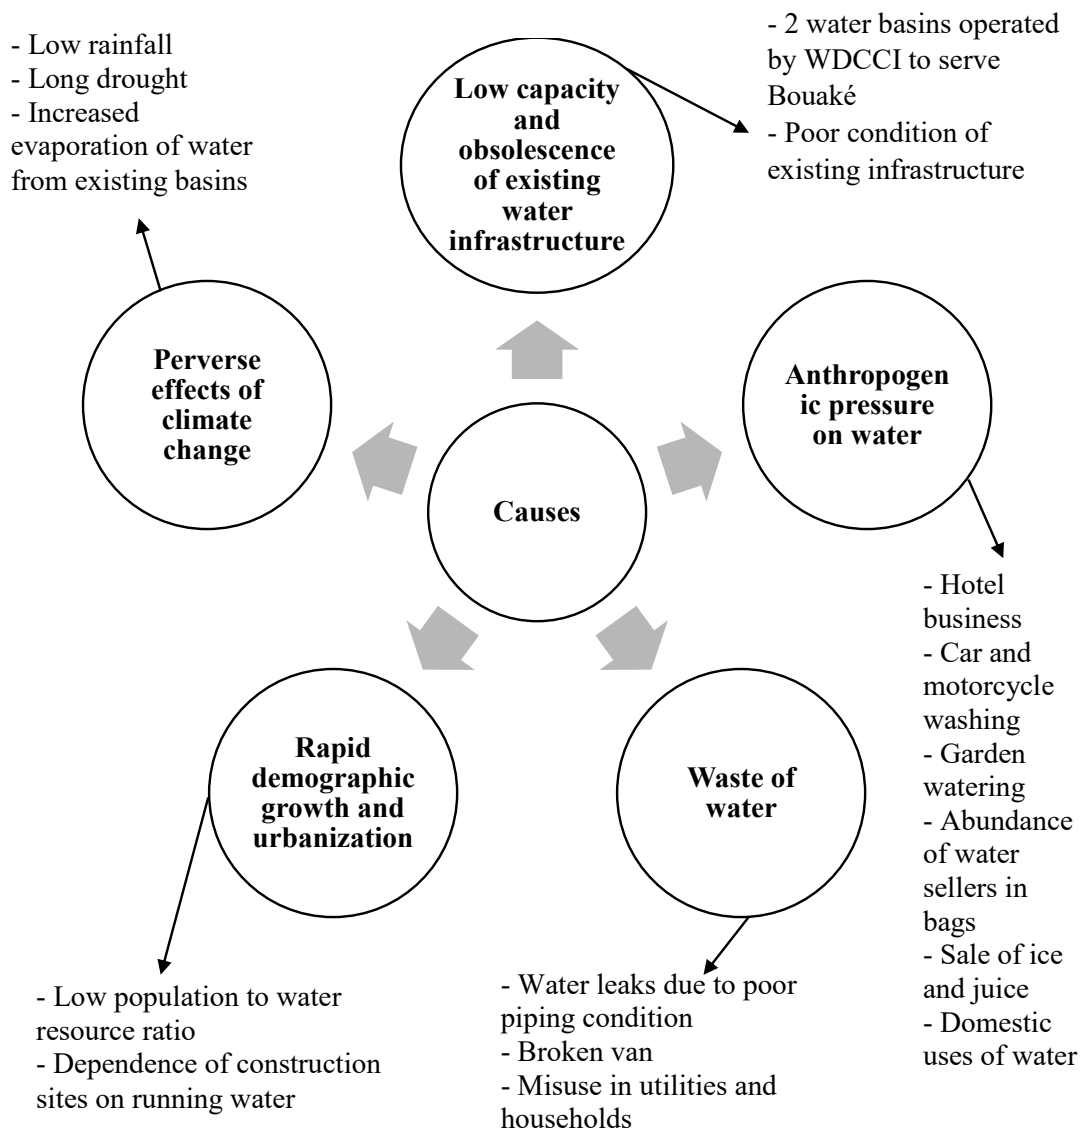 - Low rainfall
- Long drought
- Increased
evaporation of water
from existing basins
Low capacity
and
obsolescence
of existing
water
infrastructure
- 2 water basins operated
by WDCCI to serve
Bouaké
- Poor condition of
existing infrastructure
Perverse
effects of
climate
change
Anthropogen
ic pressure
on water
Causes
- Hotel
business
- Car and
motorcycle
washing
- Garden
watering
- Abundance
of water
sellers in
bags
- Sale of ice
and juice
- Domestic
uses of water
Rapid
demographic
growth and
urbanization
Waste of
water
- Low population to water
resource ratio
- Dependence of construction
sites on running water
- Water leaks due to poor
piping condition
- Broken van
- Misuse in utilities and
households